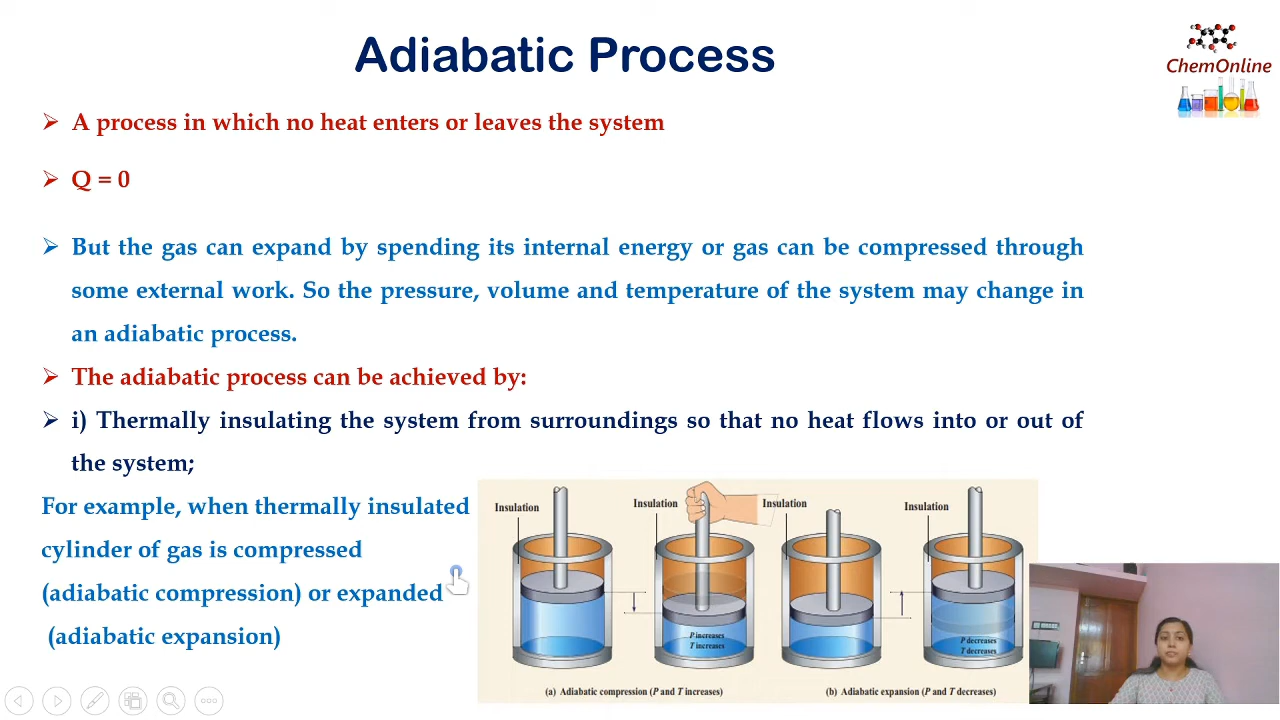 Adiabatic Process
ChemOnline
A process in which no heat enters or leaves the system
Q = 0
But the gas can expand by spending its internal energy or gas can be compressed through
some external work. So the pressure, volume and temperature of the system may change in
an adiabatic process.
The adiabatic process can be achieved by:
i) Thermally insulating the system from surroundings so that no heat flows into or out of
the system;
For example, when thermally insulated
cylinder of gas is compressed
(adiabatic compression) or expanded
(adiabatic expansion)
Insulation
Insulation
Insulation
Insulation
P increases
T increases
P decreases
T decreases
(a) Adiabatic compression (P and T increases)
(b) Adiabatic expansion (P and T decreases)